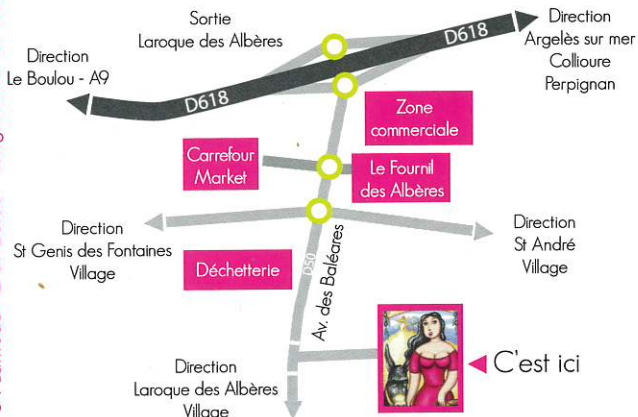 Sortie
Laroque des Albères
Direction
Argelès sur mer
Collioure
Perpignan
D618
Direction
Le Boulou - A9
D618
Zone
commerciale
Carrefour
Market
Le Fournil
des Albères
Direction
St Genis des Fontaines
Village
Direction
St André
Village
Déchetterie
D50
Av. des Baléares
C'est ici
Direction
Laroque des Albères
Village